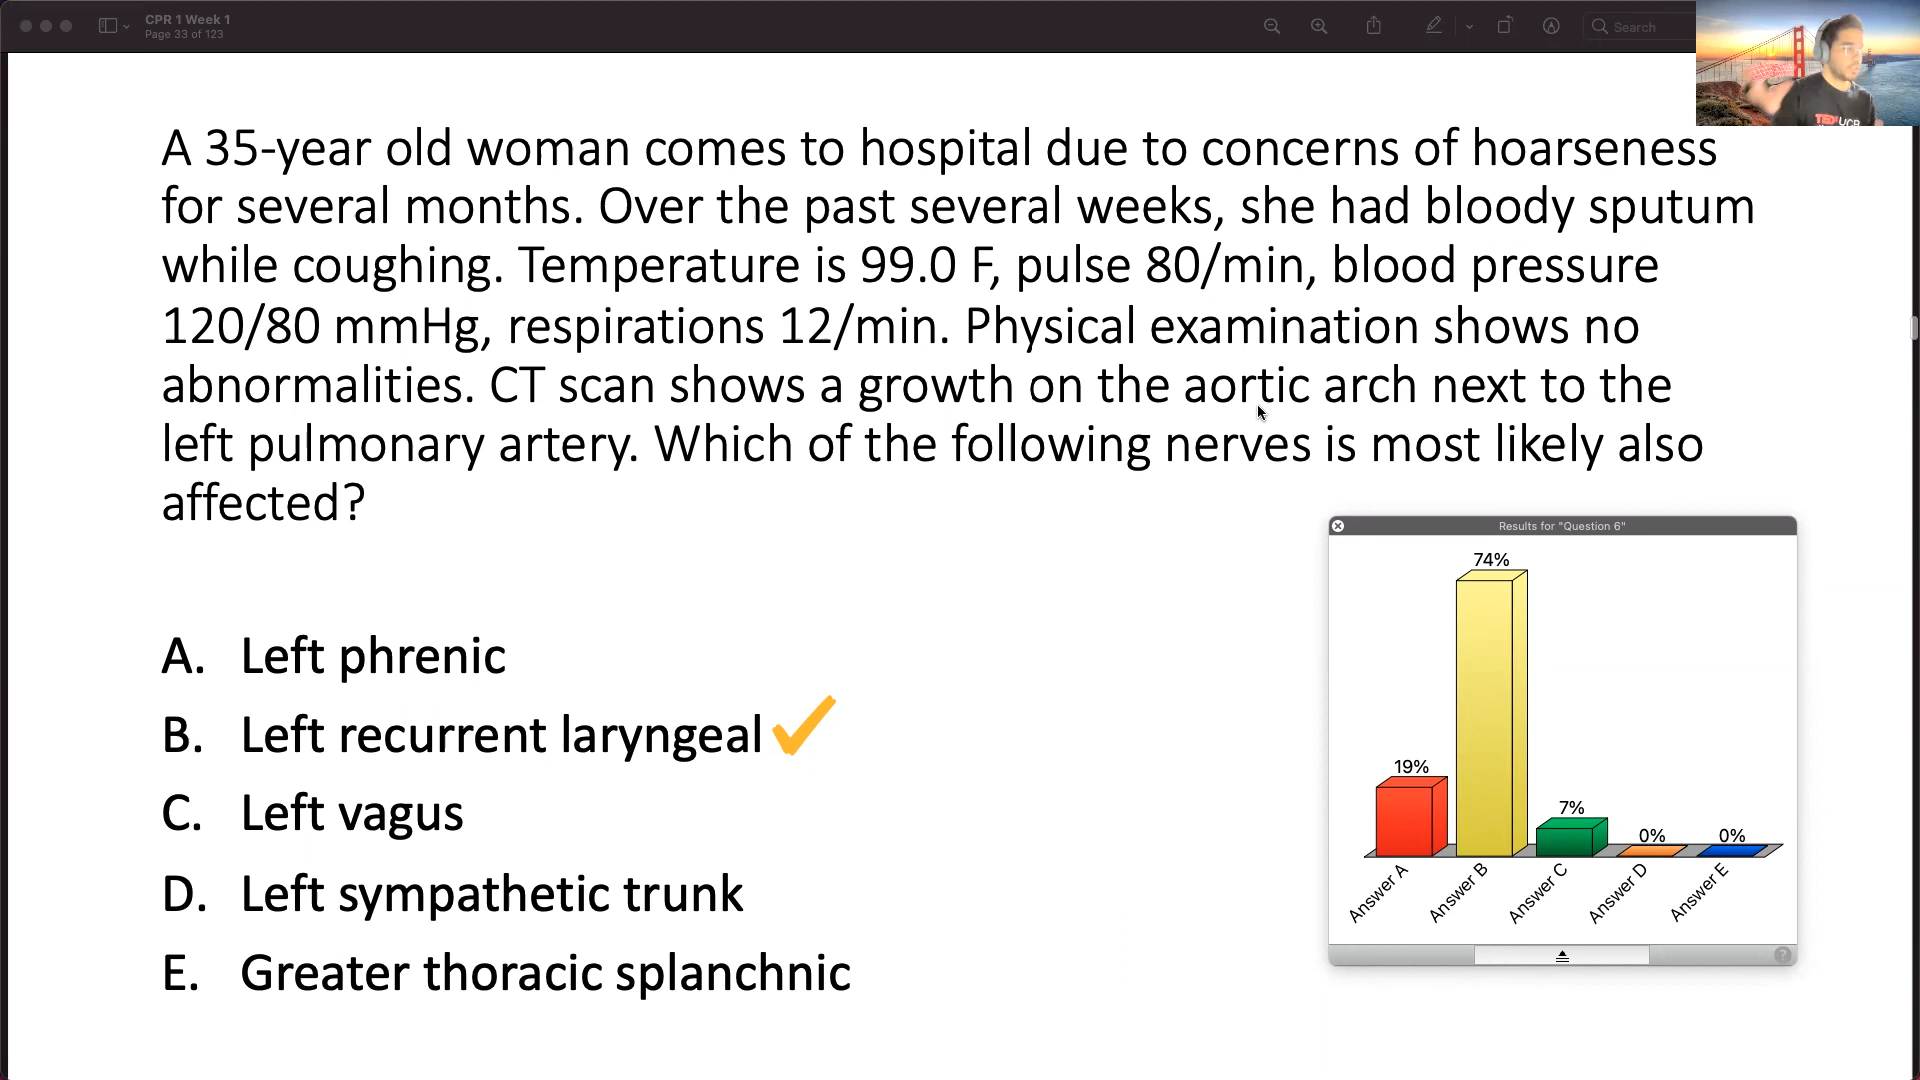 CPR 1 Week 1
Page 33 of 123
Search
TEDxUCR
A 35-year old woman comes to hospital due to concerns of hoarseness
for several months. Over the past several weeks, she had bloody sputum
while coughing. Temperature is 99.0 F, pulse 80/min, blood pressure
120/80 mmHg, respirations 12/min. Physical examination shows no
abnormalities. CT scan shows a growth on the aortic arch next to the
left pulmonary artery. Which of the following nerves is most likely also
affected?
A. Left phrenic
B. Left recurrent laryngeal
C. Left vagus
D. Left sympathetic trunk
E. Greater thoracic splanchnic
Results for "Question 6"
74%
19%
7%
0%
0%
Answer A
Answer B
Answer C
Answer D
Answer E
?